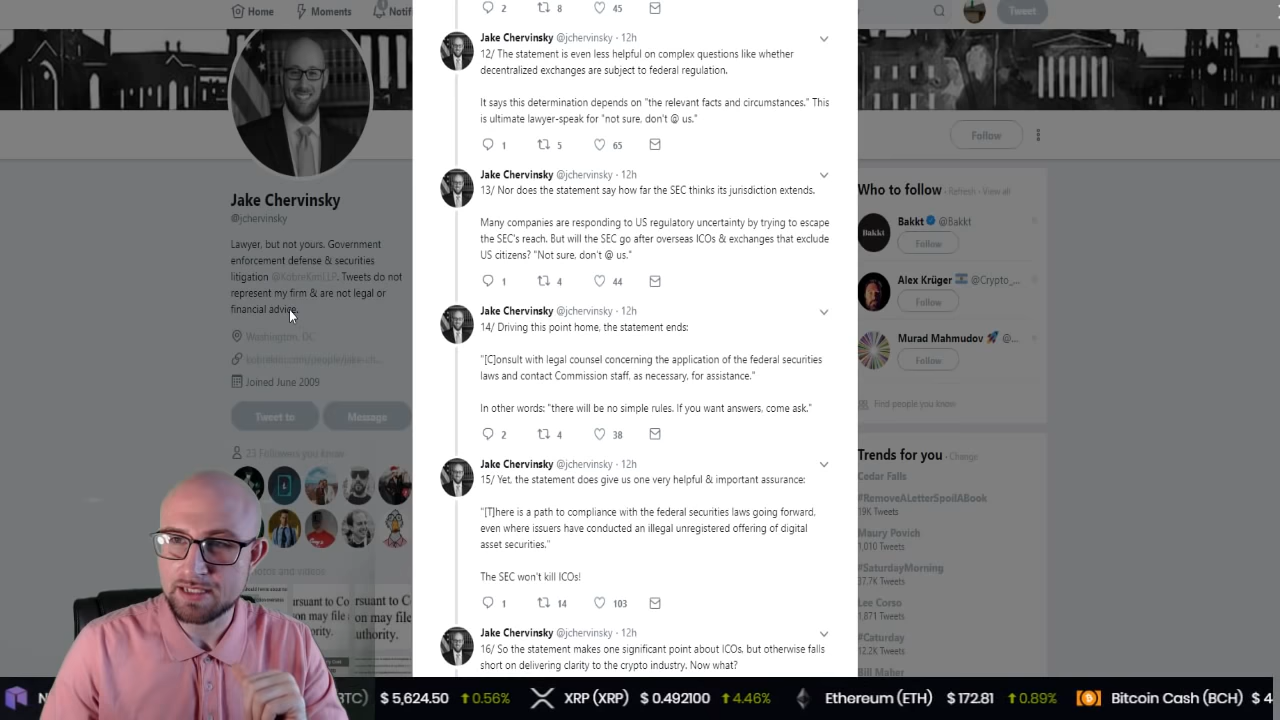 Home
Moments
Notifi
Tweet
2 8 45
Jake Chervinsky @jchervinsky · 12h
12/ The statement is even less helpful on complex questions like whether
decentralized exchanges are subject to federal regulation.
It says this determination depends on "the relevant facts and circumstances." This
is ultimate lawyer-speak for "not sure, don't @ us."
1 5 65
Jake Chervinsky @jchervinsky · 12h
13/ Nor does the statement say how far the SEC thinks its jurisdiction extends.
Many companies are responding to US regulatory uncertainty by trying to escape
the SEC's reach. But will the SEC go after overseas ICOs & exchanges that exclude
US citizens? "Not sure, don't @ us."
1 4 44
Jake Chervinsky @jchervinsky · 12h
14/ Driving this point home, the statement ends:
"[C]onsult with legal counsel concerning the application of the federal securities
laws and contact Commission staff, as necessary, for assistance."
In other words: "there will be no simple rules. If you want answers, come ask."
2 4 38
Jake Chervinsky @jchervinsky · 12h
15/ Yet, the statement does give us one very helpful & important assurance:
"[T]here is a path to compliance with the federal securities laws going forward,
even where issuers have conducted an illegal unregistered offering of digital
asset securities."
The SEC won't kill ICOs!
1 14 103
Jake Chervinsky @jchervinsky · 12h
16/ So the statement makes one significant point about ICOs, but otherwise falls
short on delivering clarity to the crypto industry. Now what?
Jake Chervinsky
@jchervinsky
Lawyer, but not yours. Government
enforcement defense & securities
litigation @KobreKimLLP. Tweets do not
represent my firm & are not legal or
financial advice.
Washington, DC
Joined June 2009
Tweet to
Message
23 Followers you know
Photos and videos
Follow
Who to follow · Refresh · View all
Bakkt @Bakkt
Bakkt
Follow
Alex Krüger @Crypto_...
Follow
Murad Mahmudov @...
Follow
Find people you know
Trends for you · Change
Cedar Falls
#RemoveALetterSpoilABook
19K Tweets
Maury Povich
1,010 Tweets
#SaturdayMorning
37.7K Tweets
Lee Corso
1,871 Tweets
#Caturday
12.2K Tweets
Bill Maher
BTC) $ 5,624.50 0.56% XRP (XRP) $ 0.492100 4.46% Ethereum (ETH) $ 172.81 0.89% Bitcoin Cash (BCH) $ 4